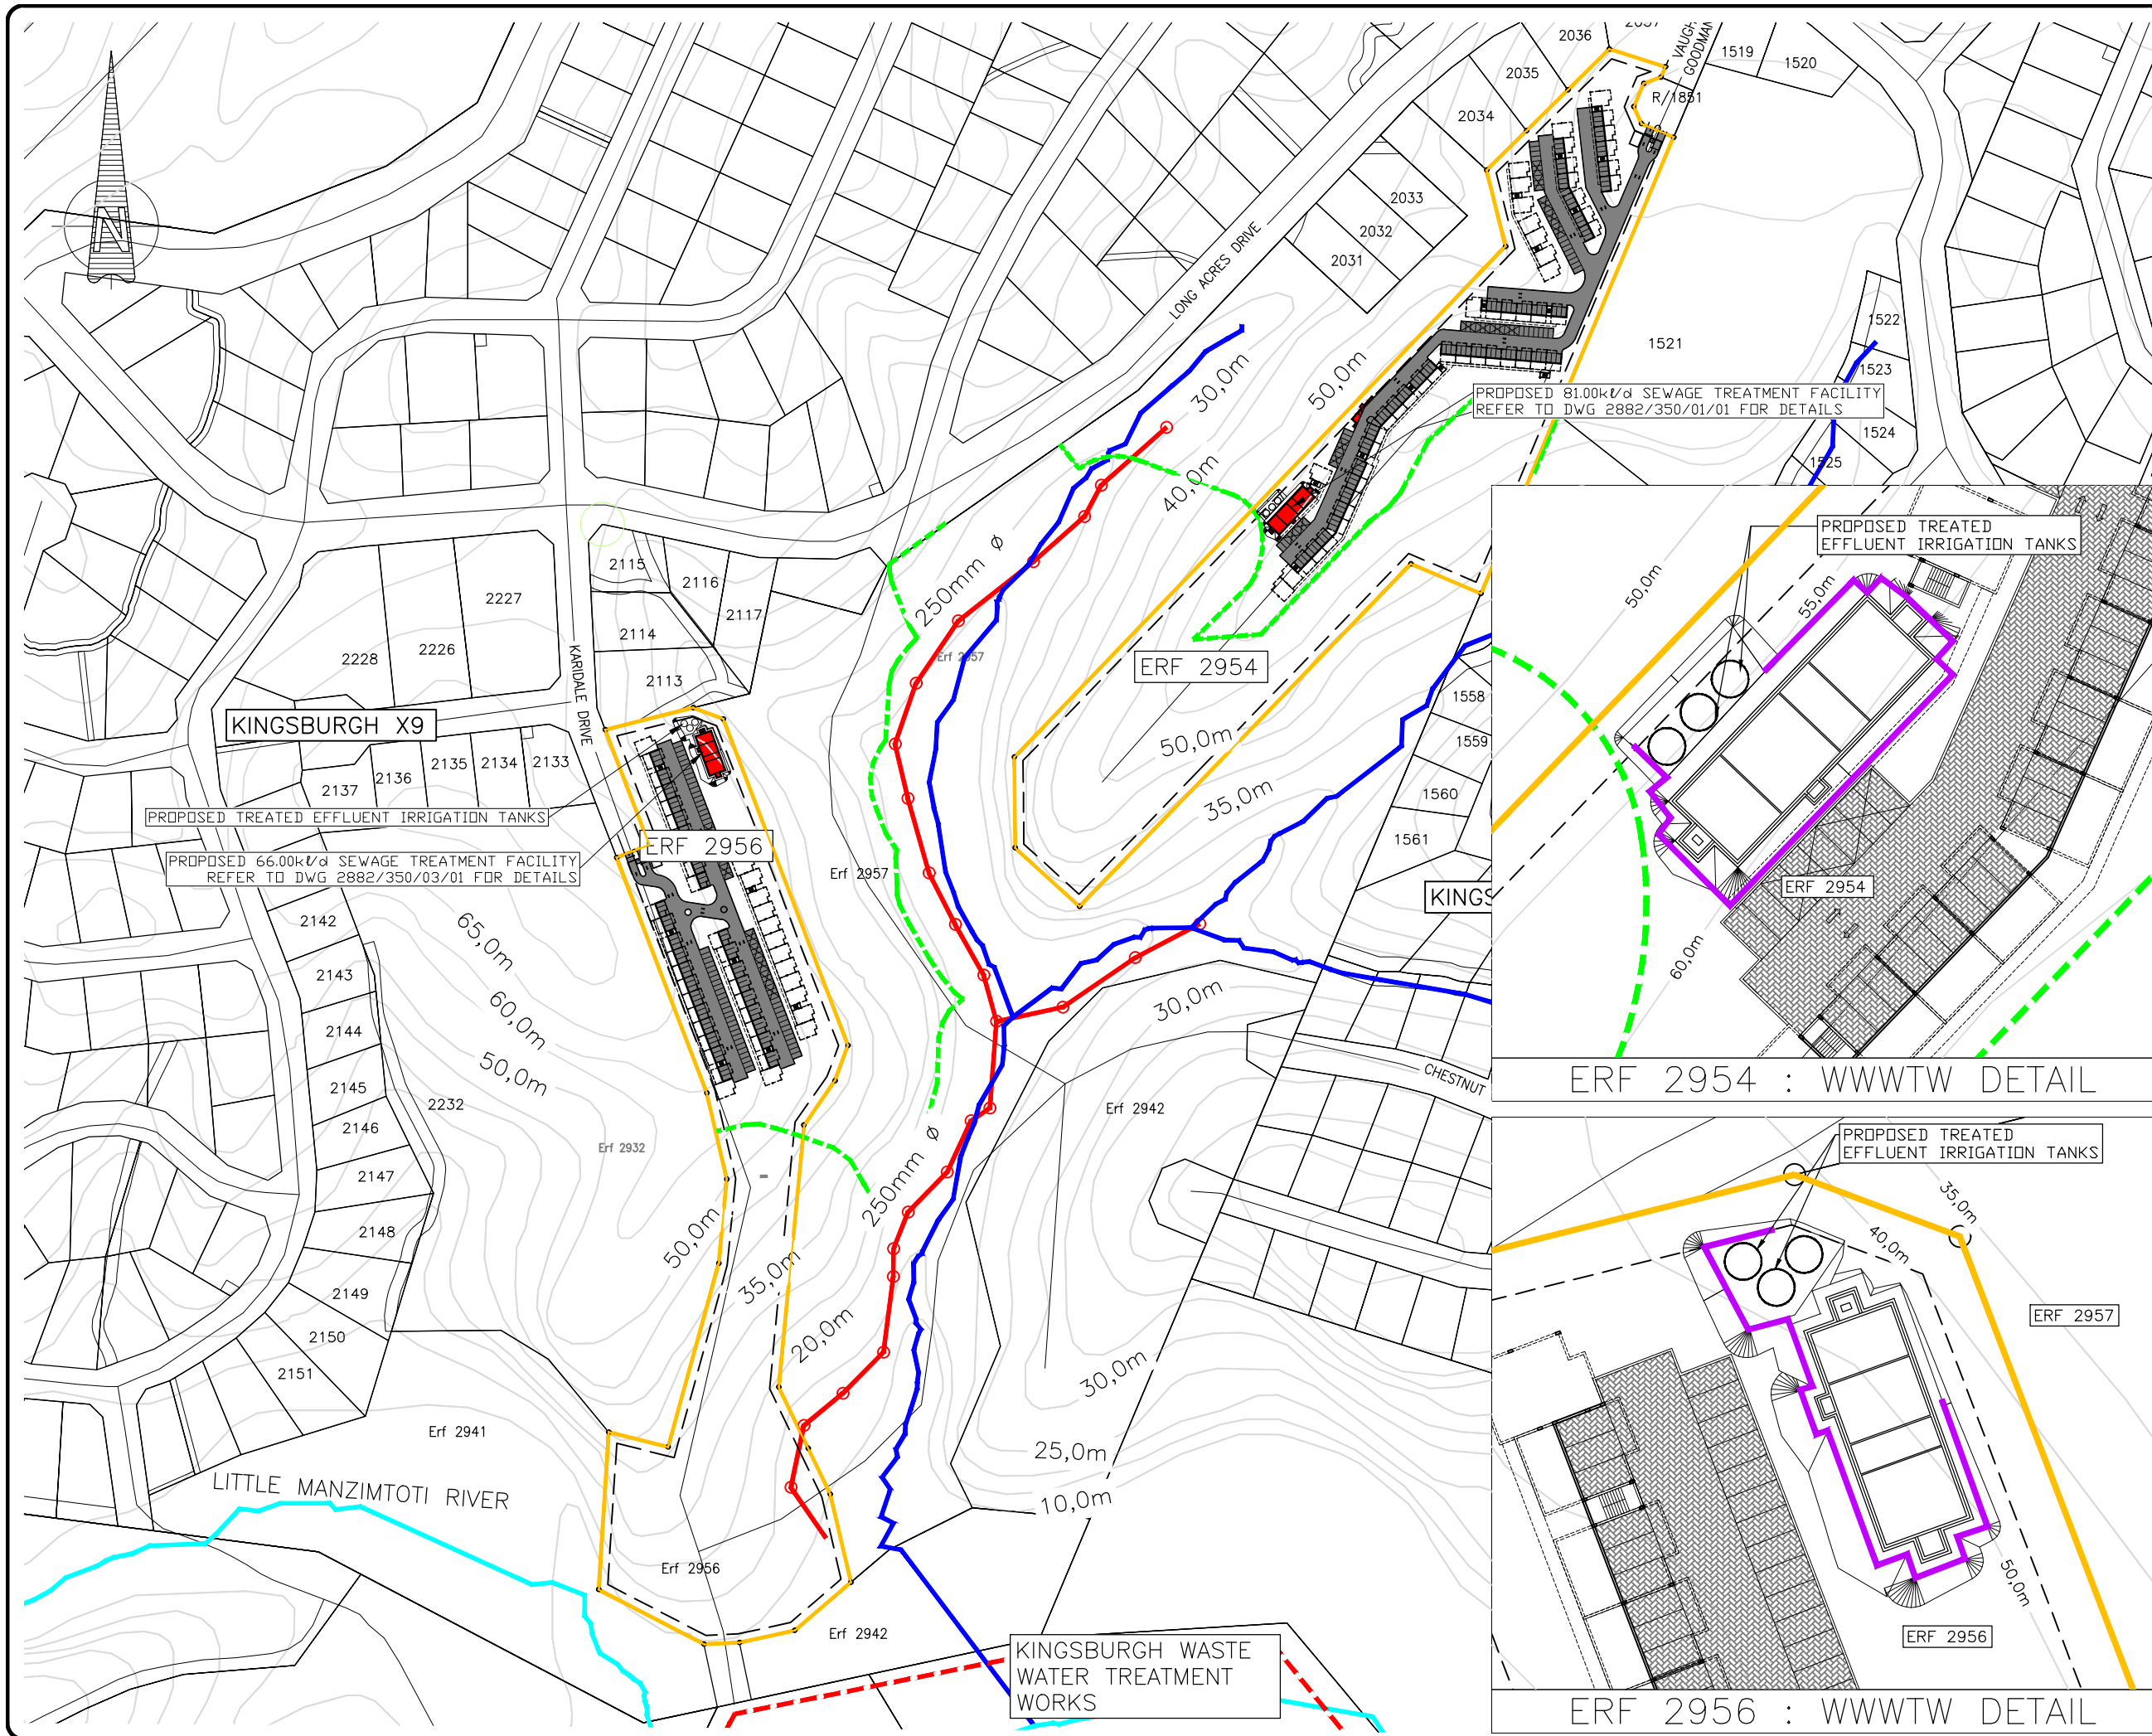 2036
2035
2034
2033
2032
2031
VAUGH
GOODMAN
1519
1520
R/1851
N
LONG ACRES DRIVE
30,0m
50,0m
40,0m
1521
1522
1523
1524
1525
PROPOSED 81.00kℓ/d SEWAGE TREATMENT FACILITY
REFER TO DWG 2882/350/01/01 FOR DETAILS
250mm ø
Erf 2957
ERF 2954
50,0m
35,0m
1558
1559
1560
1561
KINGS
2115
2116
2117
2114
2113
2227
2226
2228
KARIDALE DRIVE
KINGSBURGH X9
2137
2136
2135
2134
2133
PROPOSED TREATED EFFLUENT IRRIGATION TANKS
PROPOSED 66.00kℓ/d SEWAGE TREATMENT FACILITY
REFER TO DWG 2882/350/03/01 FOR DETAILS
ERF 2956
Erf 2957
65,0m
60,0m
50,0m
2142
2143
2144
2145
2146
2147
2148
2149
2150
2151
2232
Erf 2932
30,0m
CHESTNUT
Erf 2942
250mm ø
50,0m
35,0m
20,0m
30,0m
25,0m
10,0m
Erf 2941
LITTLE MANZIMTOTI RIVER
Erf 2956
Erf 2942
KINGSBURGH WASTE
WATER TREATMENT
WORKS
PROPOSED TREATED
EFFLUENT IRRIGATION TANKS
50,0m
55,0m
60,0m
ERF 2954
ERF 2954 : WWWTW DETAIL
PROPOSED TREATED
EFFLUENT IRRIGATION TANKS
35,0m
40,0m
ERF 2957
50,0m
ERF 2956
ERF 2956 : WWWTW DETAIL